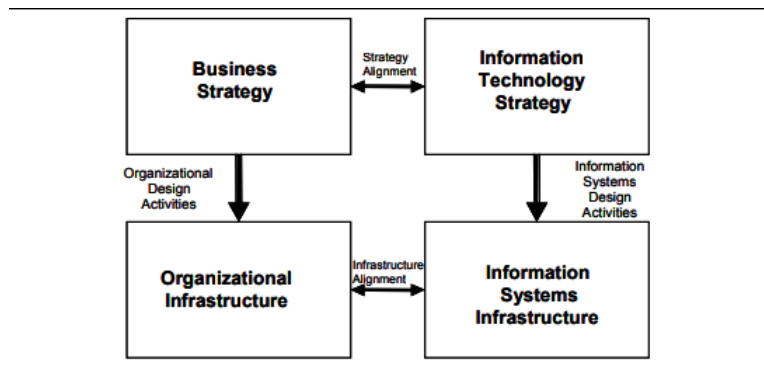 Business
Strategy
Strategy
Alignment
Information
Technology
Strategy
Organizational
Design
Activities
Information
Systems
Design
Activities
Organizational
Infrastructure
Infrastructure
Alignment
Information
Systems
Infrastructure